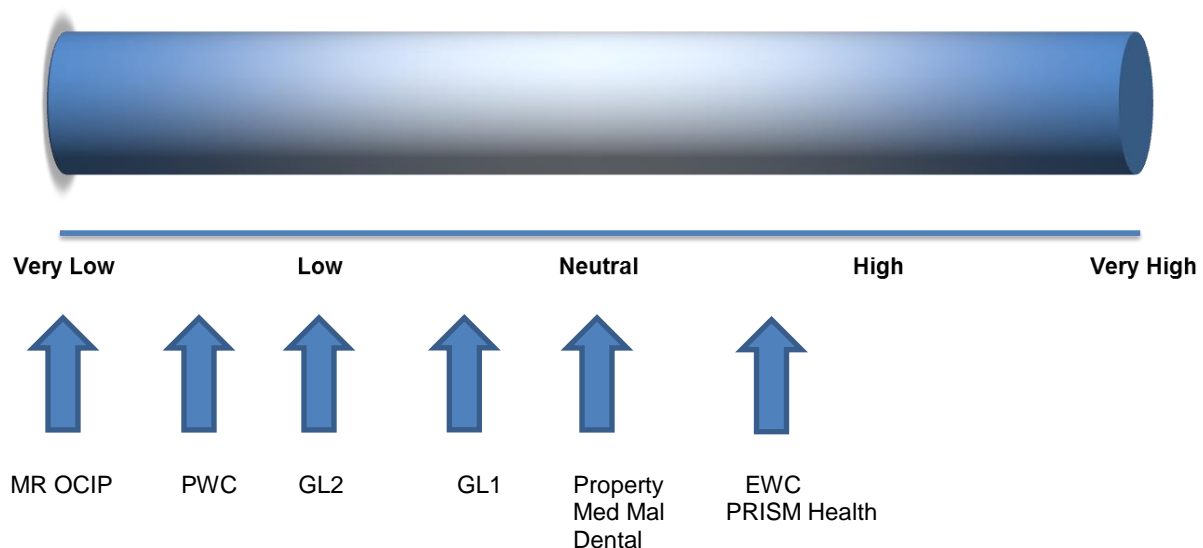 Very Low Low Neutral High Very High
MR OCIP PWC GL2 GL1 Property EWC
Med Mal PRISM Health
Dental